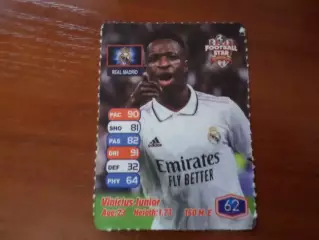 FOOTBALL
STAR
REAL MADRID
PAC 90
SHO 81
PAS 82
DRI 91
DEF 32
PHY 64
adidas
Emirates
FLY BETTER
Vinicius Junior
62